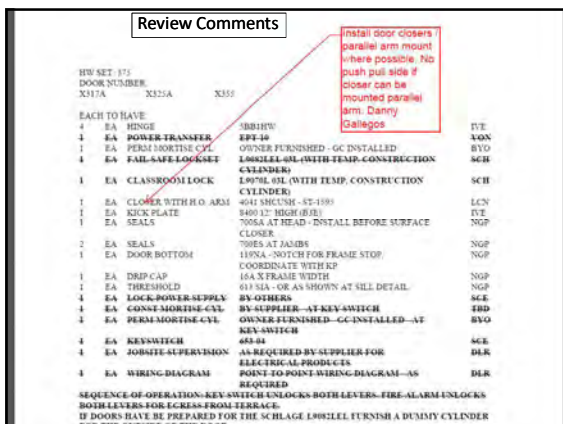 Review Comments
Install door closers /
parallel arm mount
where possible. No
push pull side if
closer can be
mounted parallel
arm. Danny
Gallegos
HW SET: 373
DOOR NUMBER:
X317A X325A X355
EACH TO HAVE:
4 EA HINGE 5BB1HW IVE
1 EA POWER TRANSFER EPT 10 VON
1 EA PERM MORTISE CYL OWNER FURNISHED - GC INSTALLED BYO
1 EA FAIL SAFE LOCKSET L9082LEL 03L (WITH TEMP. CONSTRUCTION SCH
CYLINDER)
1 EA CLASSROOM LOCK L9070L 03L (WITH TEMP. CONSTRUCTION SCH
CYLINDER)
1 EA CLOSER WITH H.O. ARM 4041 SHCUSH - ST-1595 LCN
1 EA KICK PLATE 8400 12" HIGH (B3E) IVE
1 EA SEALS 700SA AT HEAD - INSTALL BEFORE SURFACE NGP
CLOSER
2 EA SEALS 700ES AT JAMBS NGP
1 EA DOOR BOTTOM 119NA - NOTCH FOR FRAME STOP. NGP
COORDINATE WITH KP
1 EA DRIP CAP 16A X FRAME WIDTH NGP
1 EA THRESHOLD 613 SIA - OR AS SHOWN AT SILL DETAIL NGP
1 EA LOCK POWER SUPPLY BY OTHERS SCE
1 EA CONST MORTISE CYL BY SUPPLIER - AT KEY SWITCH TBD
1 EA PERM MORTISE CYL OWNER FURNISHED - GC INSTALLED - AT BYO
KEY SWITCH
1 EA KEYSWITCH 653-04 SCE
1 EA JOBSITE SUPERVISION AS REQUIRED BY SUPPLIER FOR DLR
ELECTRICAL PRODUCTS
1 EA WIRING DIAGRAM POINT TO POINT WIRING DIAGRAM - AS DLR
REQUIRED
SEQUENCE OF OPERATION: KEY SWITCH UNLOCKS BOTH LEVERS. FIRE ALARM UNLOCKS
BOTH LEVERS FOR EGRESS FROM TERRACE.
IF DOORS HAVE BE PREPARED FOR THE SCHLAGE L9082LEL FURNISH A DUMMY CYLINDER
FOR THE OUTSIDE OF THE DOOR